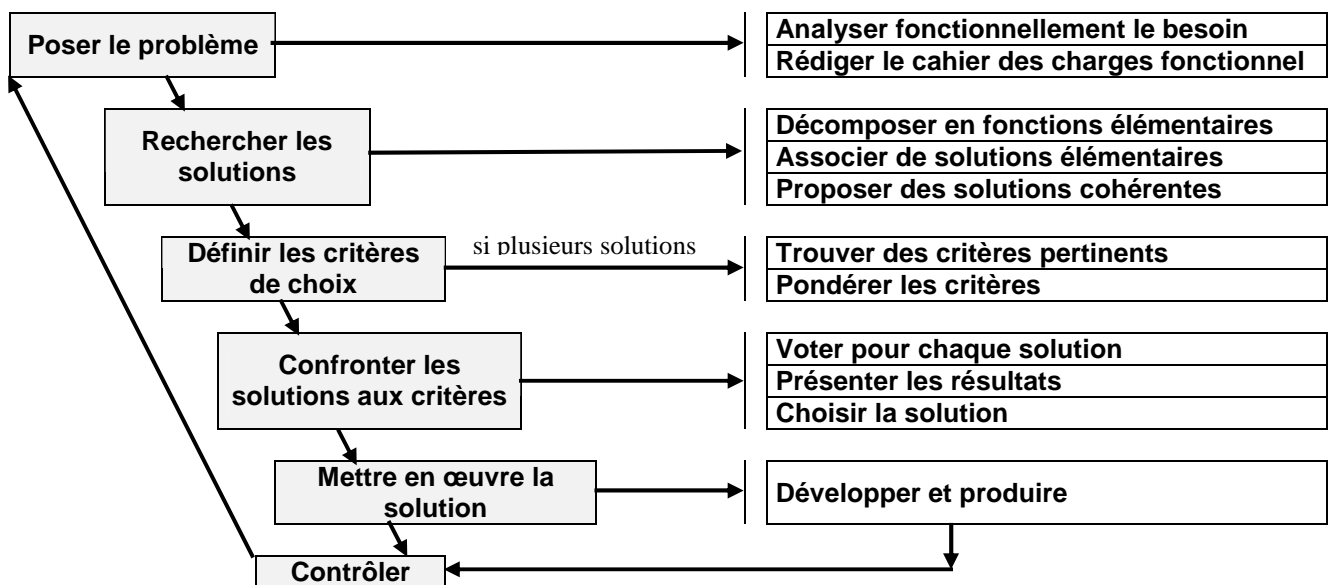 Poser le problème
Analyser fonctionnellement le besoin
Rédiger le cahier des charges fonctionnel
Rechercher les
solutions
Décomposer en fonctions élémentaires
Associer de solutions élémentaires
Proposer des solutions cohérentes
Définir les critères
de choix
si plusieurs solutions
Trouver des critères pertinents
Pondérer les critères
Confronter les
solutions aux critères
Voter pour chaque solution
Présenter les résultats
Choisir la solution
Mettre en œuvre la
solution
Développer et produire
Contrôler